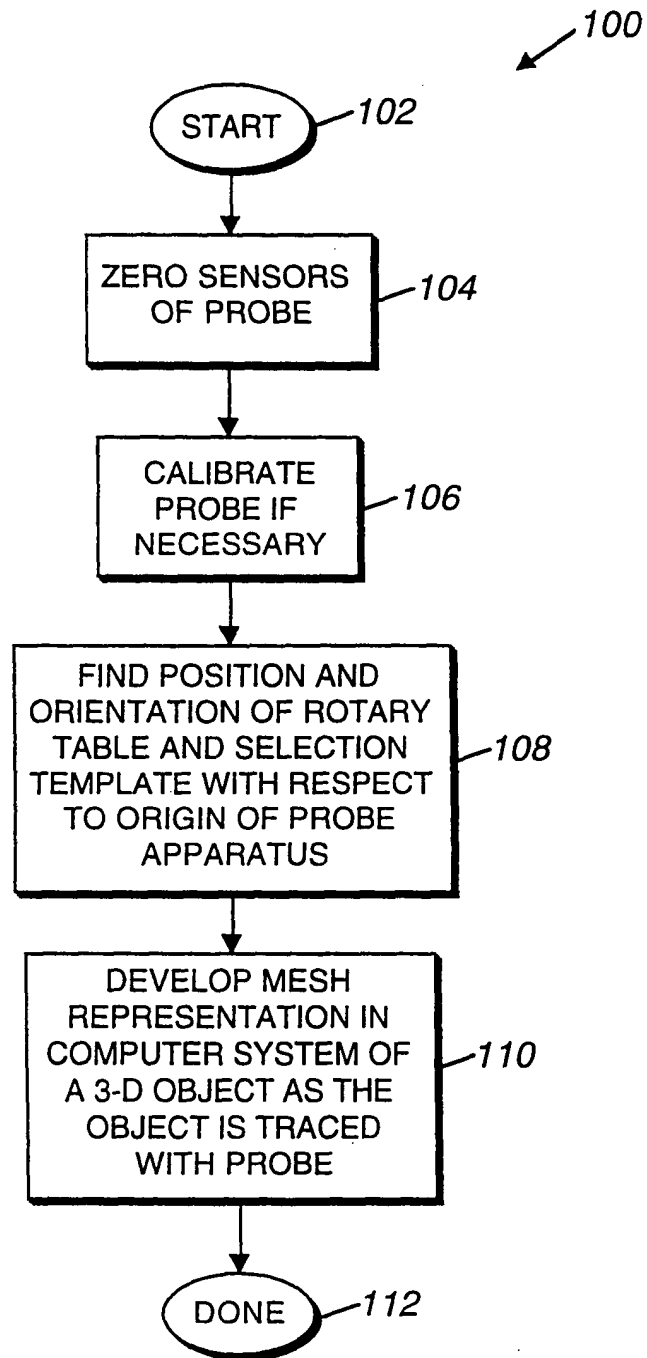 100
START
102
ZERO SENSORS
OF PROBE
104
CALIBRATE
PROBE IF
NECESSARY
106
FIND POSITION AND
ORIENTATION OF ROTARY
TABLE AND SELECTION
TEMPLATE WITH RESPECT
TO ORIGIN OF PROBE
APPARATUS
108
DEVELOP MESH
REPRESENTATION IN
COMPUTER SYSTEM OF
A 3-D OBJECT AS THE
OBJECT IS TRACED
WITH PROBE
110
DONE
112